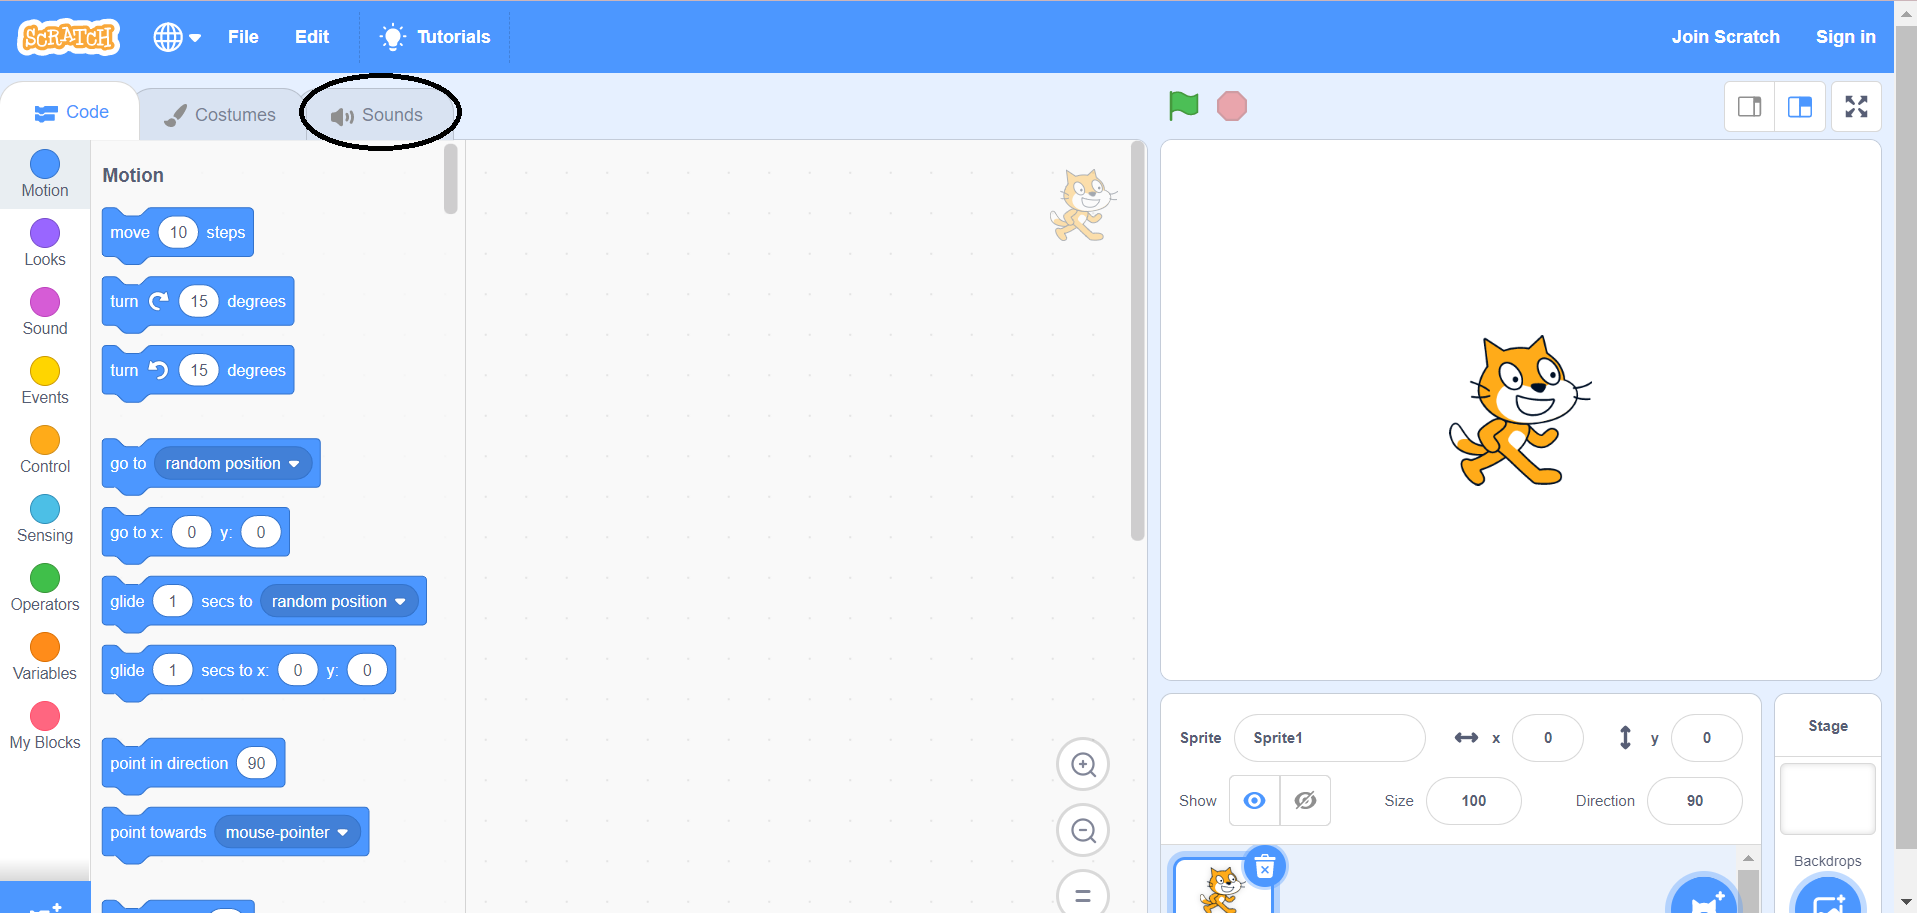 SCRATCH File Edit Tutorials Join Scratch Sign in
Code Costumes Sounds
Motion
Looks
Sound
Events
Control
Sensing
Operators
Variables
My Blocks
Motion
move 10 steps
turn 15 degrees
turn 15 degrees
go to random position
go to x: 0 y: 0
glide 1 secs to random position
glide 1 secs to x: 0 y: 0
point in direction 90
point towards mouse-pointer
Sprite Sprite1 x 0 y 0
Show Size 100 Direction 90
Stage
Backdrops